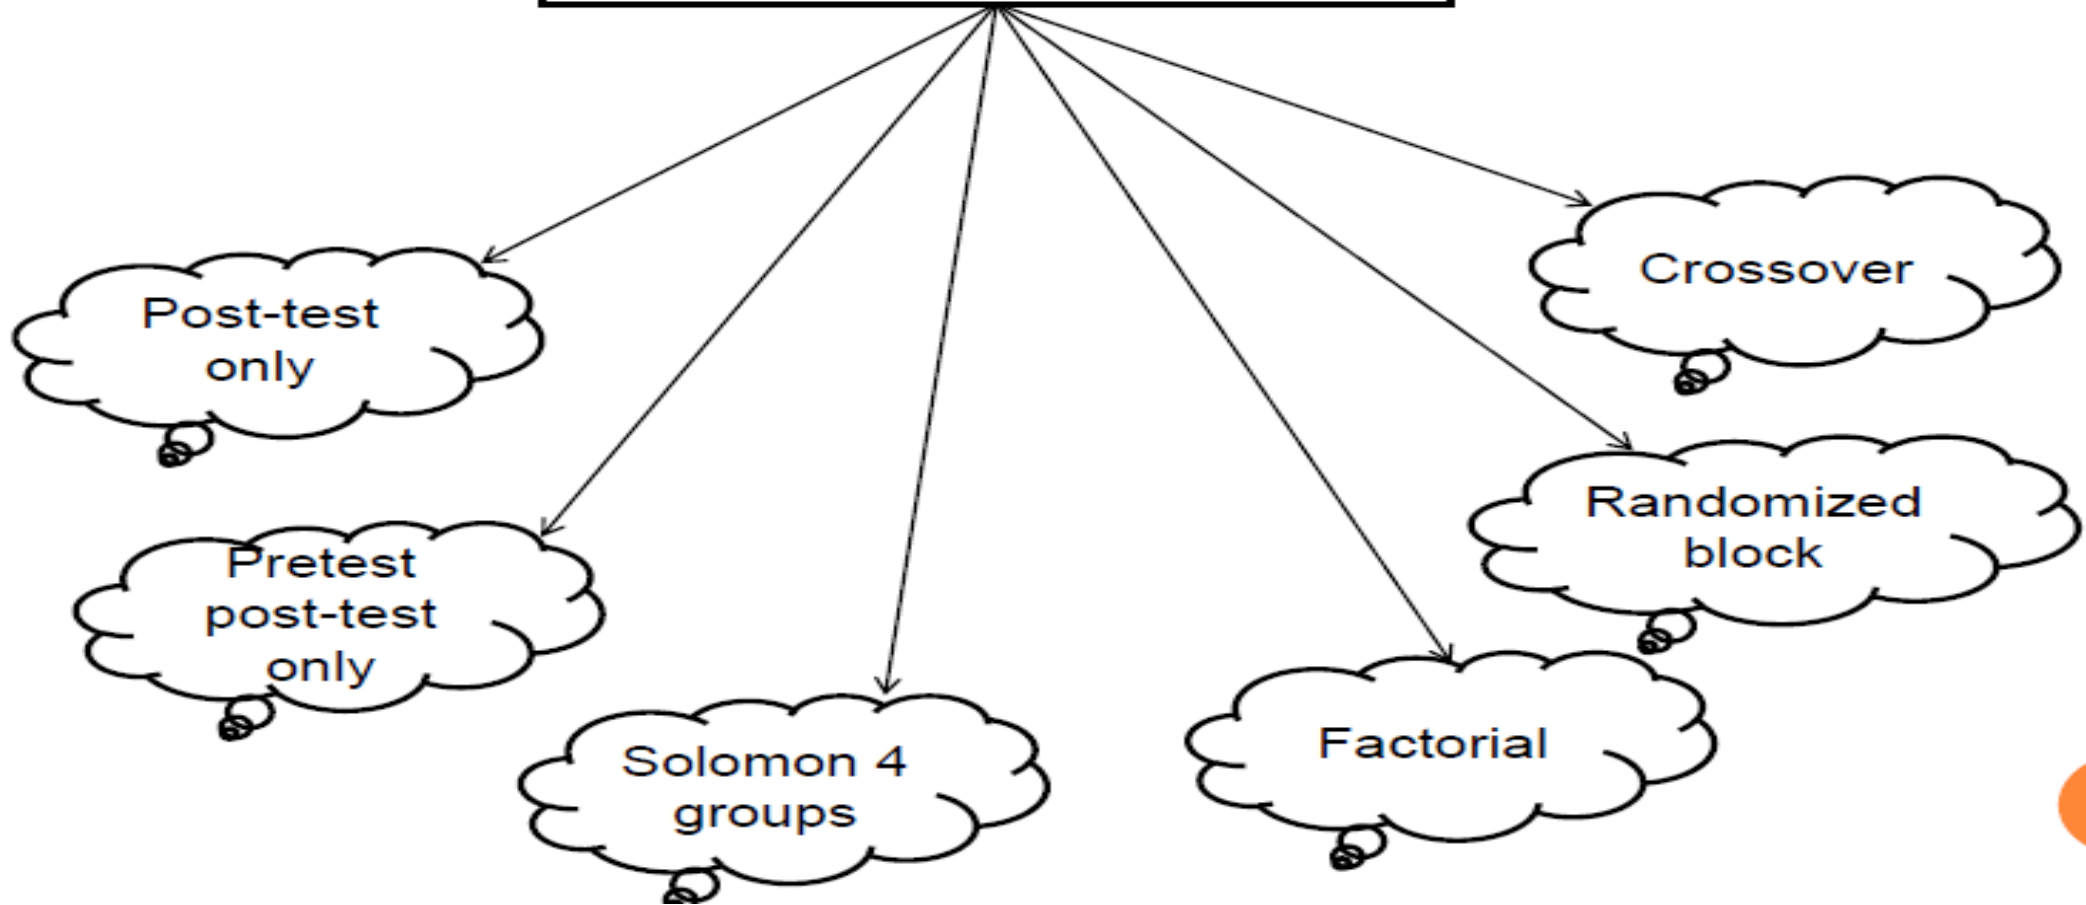 Post-test
only
Pretest
post-test
only
Solomon 4
groups
Factorial
Randomized
block
Crossover